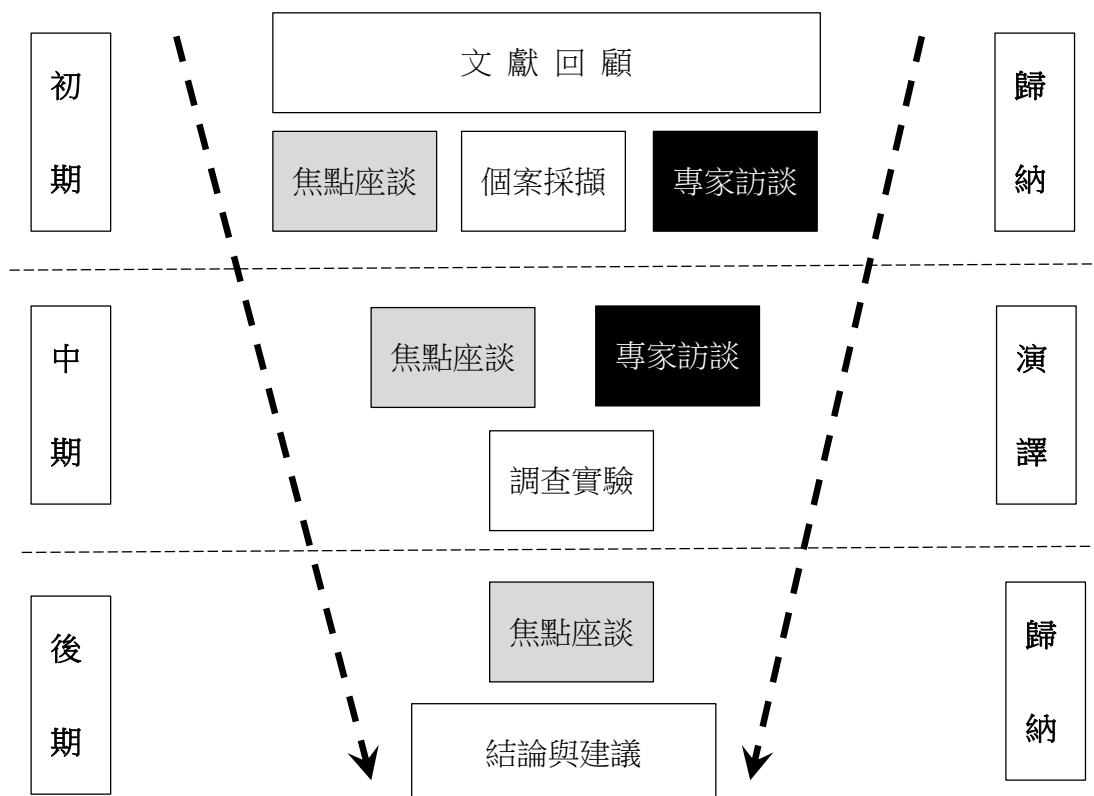 初期
文獻回顧
歸納
焦點座談
個案採擷
專家訪談
中期
焦點座談
專家訪談
演譯
調查實驗
後期
焦點座談
歸納
結論與建議